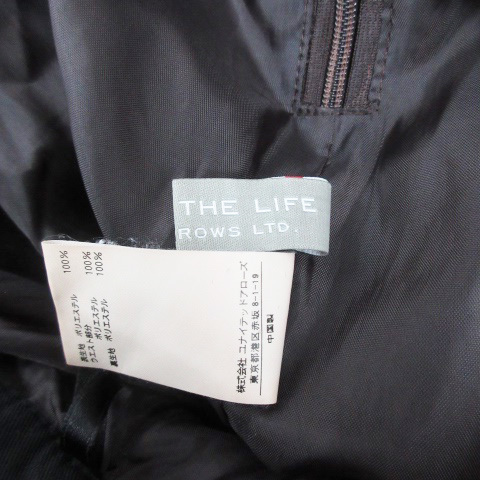 THE LIFE
ROWS LTD.
表生地 ポリエステル 100%
ウエスト部分 ポリエステル 100%
裏生地 ポリエステル 100%
株式会社 ユナイテッドアローズ
東京都港区赤坂 8-1-19
中国製